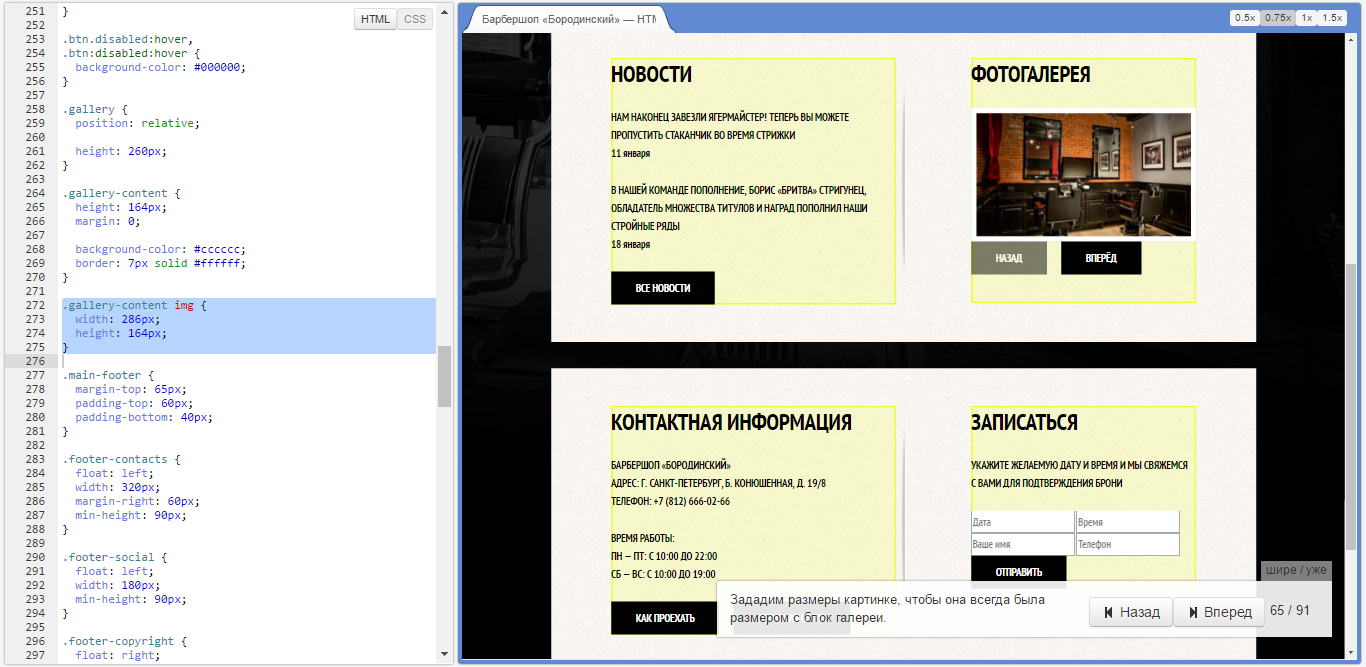 HTML
CSS
251 }
252
253 .btn.disabled:hover,
254 .btn:disabled:hover {
255 background-color: #000000;
256 }
257
258 .gallery {
259 position: relative;
260
261 height: 260px;
262 }
263
264 .gallery-content {
265 height: 164px;
266 margin: 0;
267
268 background-color: #cccccc;
269 border: 7px solid #ffffff;
270 }
271
272 .gallery-content img {
273 width: 286px;
274 height: 164px;
275 }
276
277 .main-footer {
278 margin-top: 65px;
279 padding-top: 60px;
280 padding-bottom: 40px;
281 }
282
283 .footer-contacts {
284 float: left;
285 width: 320px;
286 margin-right: 60px;
287 min-height: 90px;
288 }
289
290 .footer-social {
291 float: left;
292 width: 180px;
293 min-height: 90px;
294 }
295
296 .footer-copyright {
297 float: right;
Барбершоп «Бородинский» — HTM
0.5x 0.75x 1x 1.5x
НОВОСТИ
НАМ НАКОНЕЦ ЗАВЕЗЛИ ЯГЕРМАЙСТЕР! ТЕПЕРЬ ВЫ МОЖЕТЕ
ПРОПУСТИТЬ СТАКАНЧИК ВО ВРЕМЯ СТРИЖКИ
11 января
В НАШЕЙ КОМАНДЕ ПОПОЛНЕНИЕ, БОРИС «БРИТВА» СТРИГУНЕЦ,
ОБЛАДАТЕЛЬ МНОЖЕСТВА ТИТУЛОВ И НАГРАД ПОПОЛНИЛ НАШИ
СТРОЙНЫЕ РЯДЫ
18 января
ВСЕ НОВОСТИ
ФОТОГАЛЕРЕЯ
НАЗАД
ВПЕРЁД
КОНТАКТНАЯ ИНФОРМАЦИЯ
БАРБЕРШОП «БОРОДИНСКИЙ»
АДРЕС: Г. САНКТ-ПЕТЕРБУРГ, Б. КОНЮШЕННАЯ, Д. 19/8
ТЕЛЕФОН: +7 (812) 666-02-66
ВРЕМЯ РАБОТЫ:
ПН — ПТ: С 10:00 ДО 22:00
СБ — ВС: С 10:00 ДО 19:00
КАК ПРОЕХАТЬ
ЗАПИСАТЬСЯ
УКАЖИТЕ ЖЕЛАЕМУЮ ДАТУ И ВРЕМЯ И МЫ СВЯЖЕМСЯ
С ВАМИ ДЛЯ ПОДТВЕРЖДЕНИЯ БРОНИ
Дата
Время
Ваше имя
Телефон
ОТПРАВИТЬ
шире / уже
Зададим размеры картинке, чтобы она всегда была
размером с блок галереи.
Назад
Вперед
65 / 91